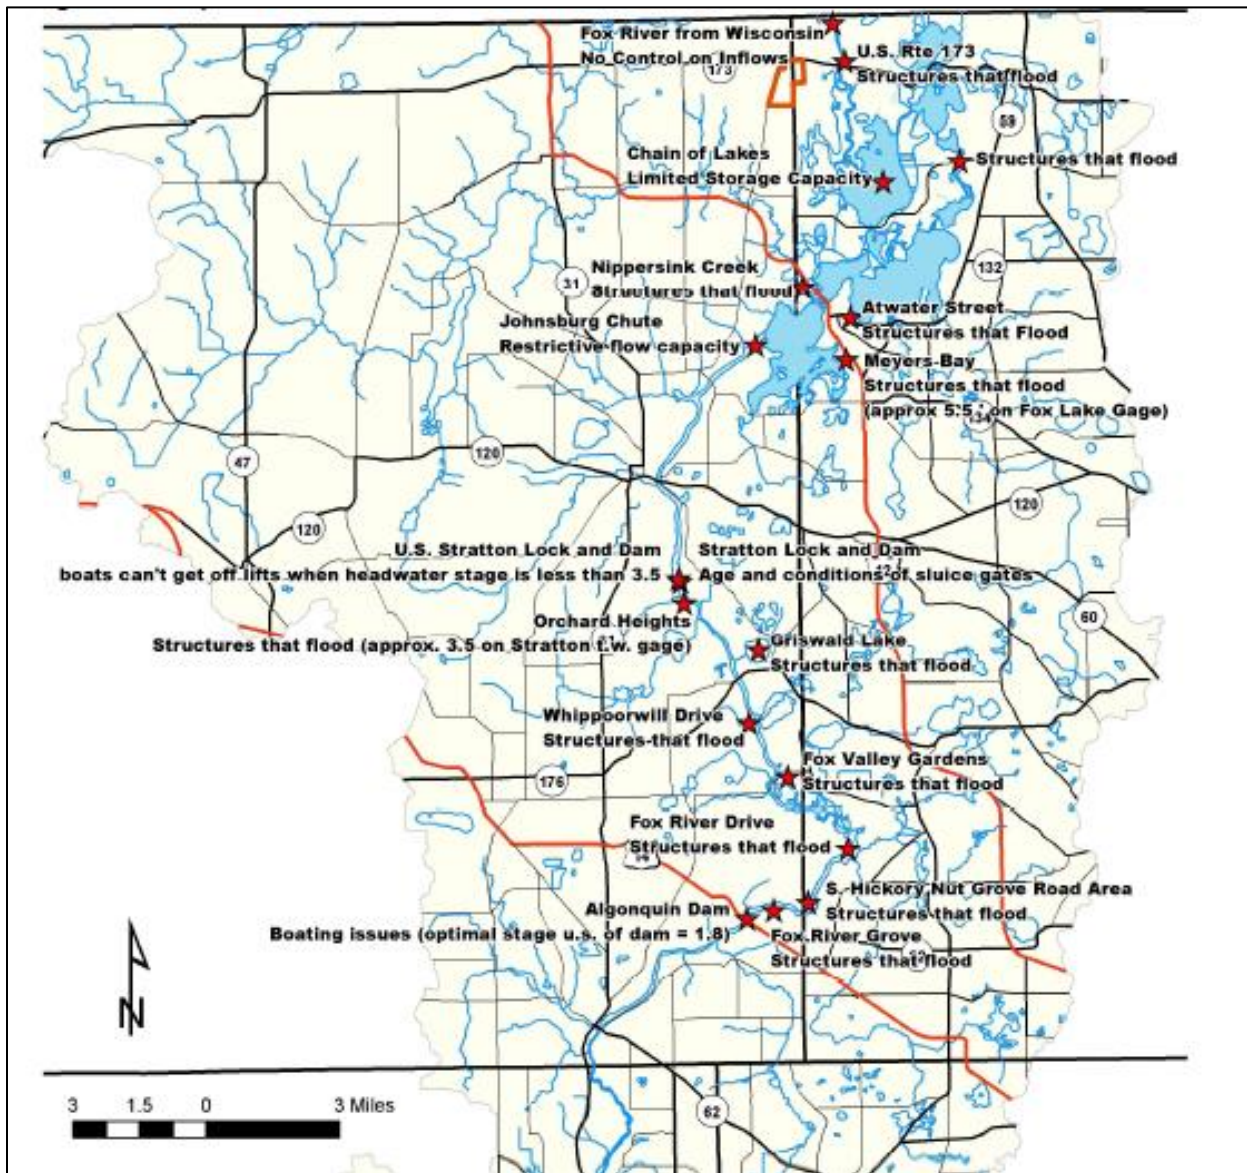 Fox River from Wisconsin
No Control on Inflows
173
U.S. Rte 173
Structures that flood
59
Chain of Lakes
Limited Storage Capacity
Structures that flood
Nippersink Creek
Structures that flood
31
132
Johnsburg Chute
Restrictive flow capacity
Atwater Street
Structures that Flood
Meyers Bay
Structures that flood
(approx 5.5 ' on Fox Lake Gage)
134
47
120
120
120
U.S. Stratton Lock and Dam
boats can't get off lifts when headwater stage is less than 3.5
Stratton Lock and Dam
Age and conditions of sluice gates
12
Orchard Heights
Structures that flood (approx. 3.5 on Stratton t.w. gage)
60
Griswald Lake
Structures that flood
Whippoorwill Drive
Structures that flood
Fox Valley Gardens
Structures that flood
176
Fox River Drive
Structures that flood
14
S. Hickory Nut Grove Road Area
Structures that flood
Algonquin Dam
Boating issues (optimal stage u.s. of dam = 1.8)
Fox River Grove
Structures that flood
N
3 1.5 0 3 Miles
62